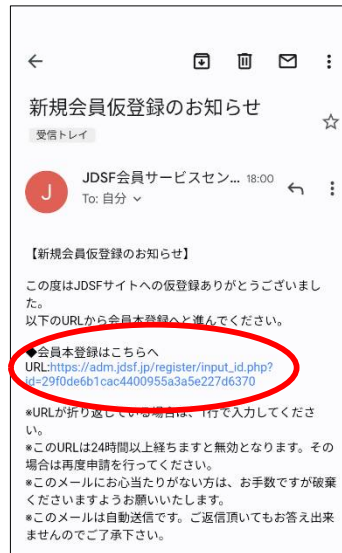 新規会員仮登録のお知らせ
受信トレイ
J
JDSF会員サービスセン... 18:00
To: 自分
【新規会員仮登録のお知らせ】
この度はJDSFサイトへの仮登録ありがとうございまし
た。
以下のURLから会員本登録へと進んでください。
◆会員本登録はこちらへ
URL:https://adm.jdsf.jp/register/input_id.php?
id=29f0de6b1cac4400955a3a5e227d6370
*URLが折り返している場合は、1行で入力してくださ
い。
*このURLは24時間以上経ちますと無効となります。その
場合は再度申請を行ってください。
*このメールにお心当たりがない方は、お手数ですが破棄
くださいますようお願いいたします。
*このメールは自動送信です。ご返信頂いてもお答え出来
ませんのでご了承下さい。